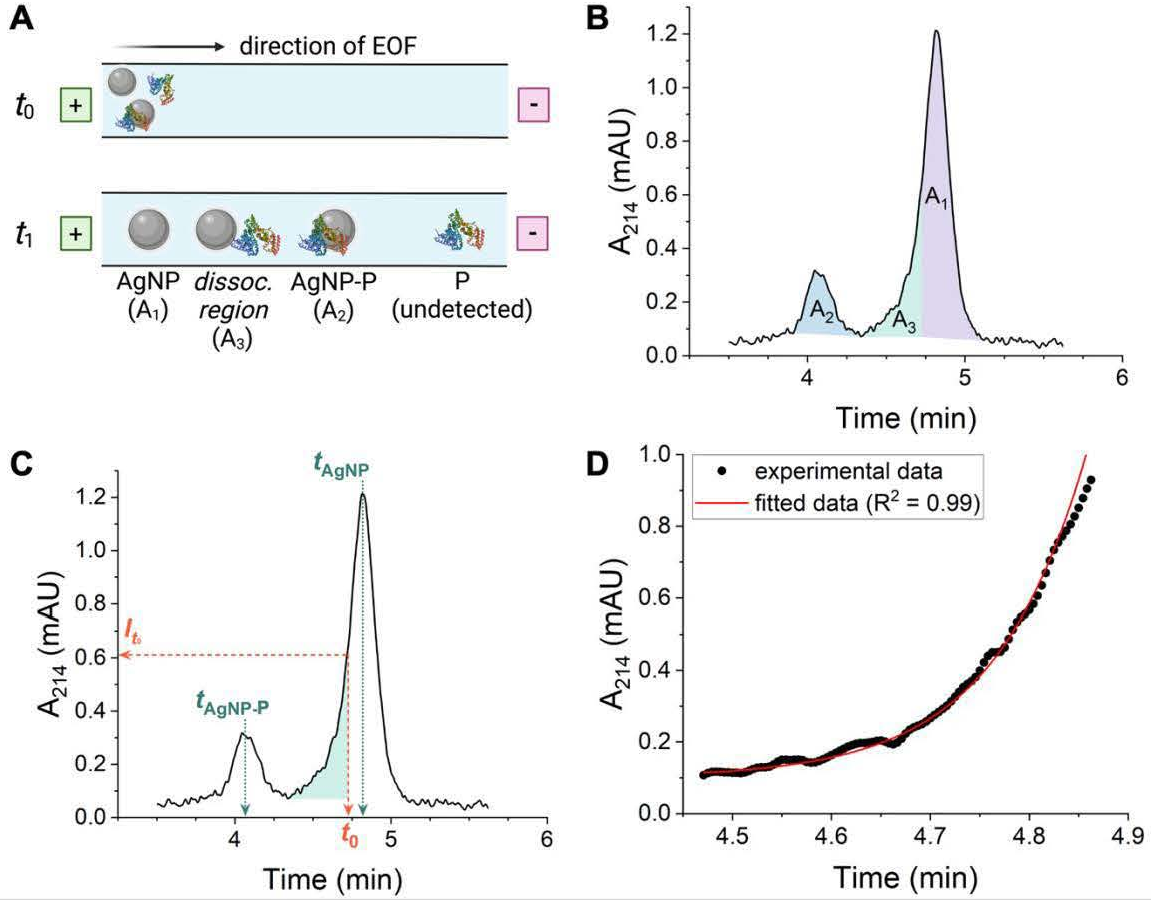 A
direction of EOF
t0 + -
t1 + -
AgNP dissoc. AgNP-P P
(A1) region (A2) (undetected)
(A3)
B
1.2
1.0
0.8
0.6
0.4
0.2
0.0
A214 (mAU)
A2
A3
A1
4 5 6
Time (min)
C
tAgNP
1.2
1.0
0.8
0.6
0.4
0.2
0.0
A214 (mAU)
It0
tAgNP-P
4 t0 5 6
Time (min)
D
1.0
0.8
0.6
0.4
0.2
0.0
A214 (mAU)
experimental data
fitted data (R² = 0.99)
4.5 4.6 4.7 4.8 4.9
Time (min)